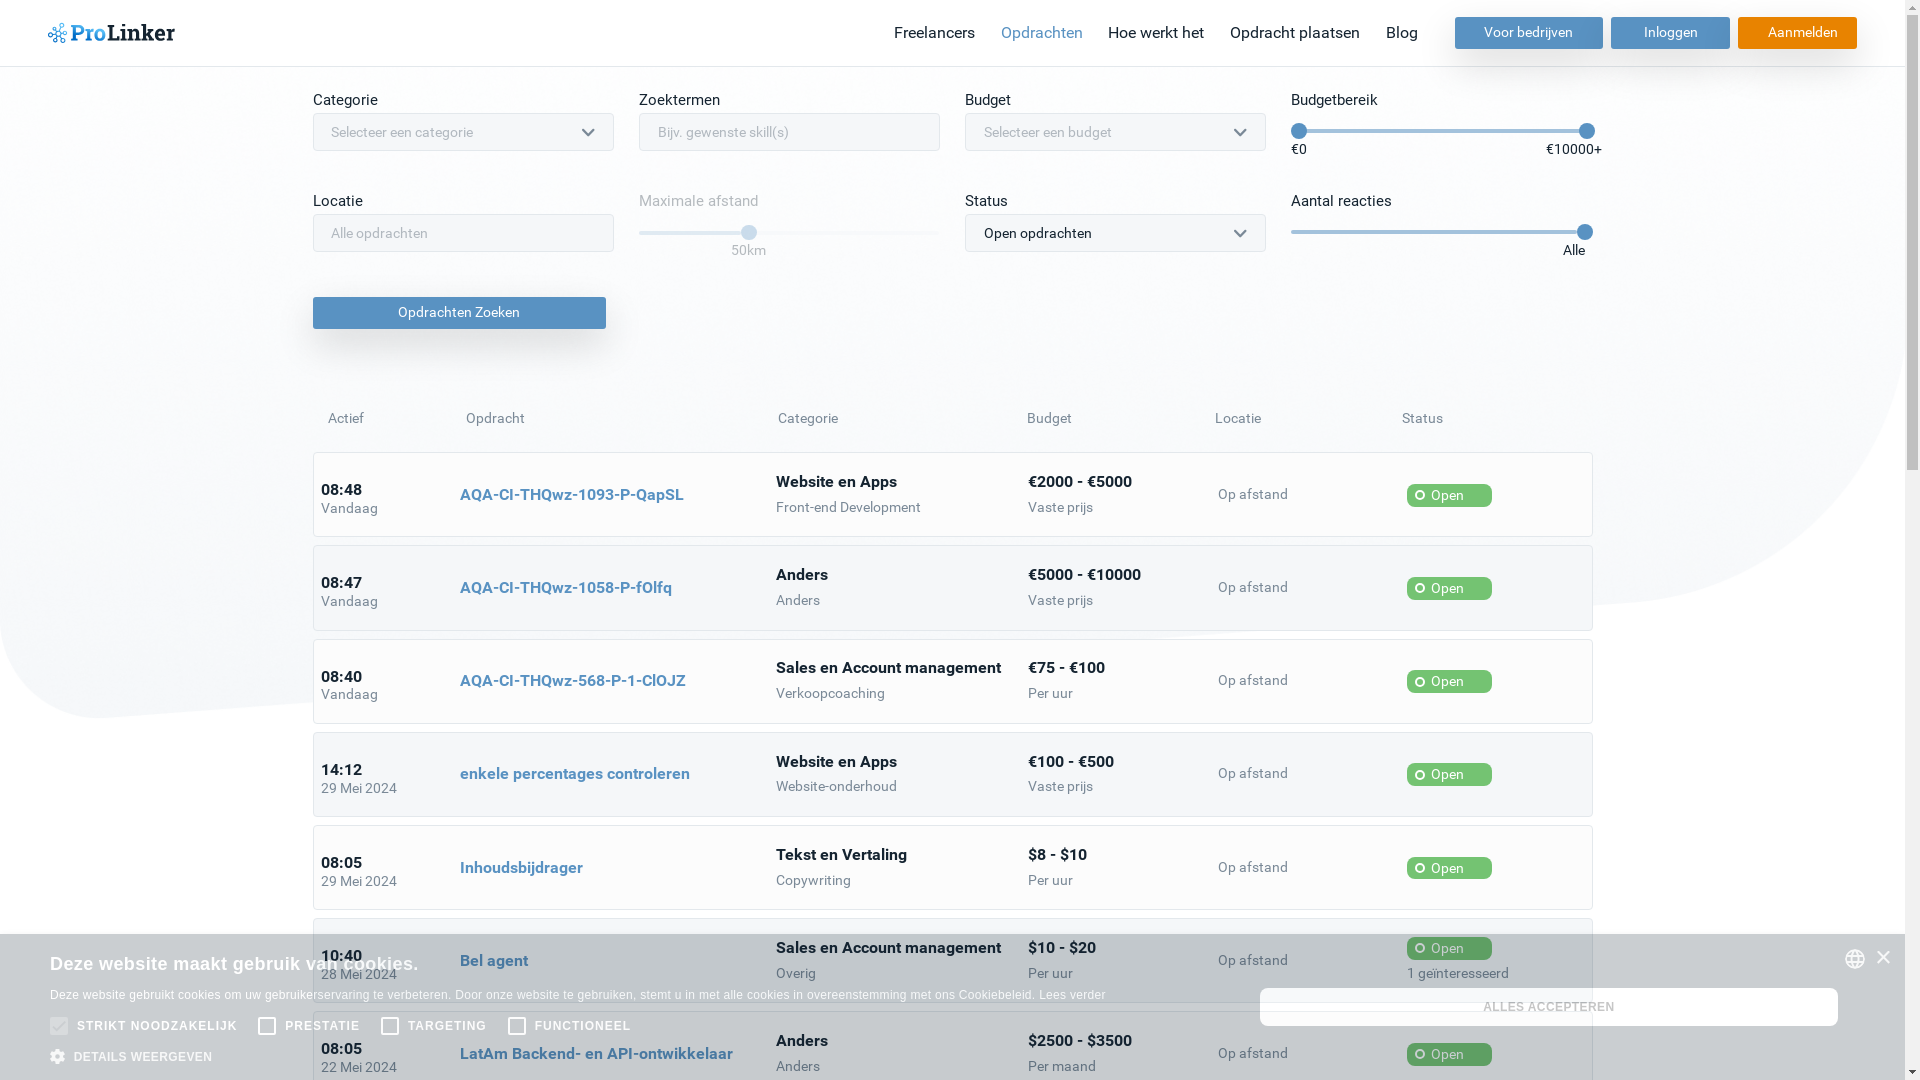 ProLinker
Freelancers Opdrachten Hoe werkt het Opdracht plaatsen Blog Voor bedrijven Inloggen Aanmelden
Categorie Zoektermen Budget Budgetbereik
Selecteer een categorie Bijv. gewenste skill(s) Selecteer een budget
€0 €10000+
Locatie Maximale afstand Status Aantal reacties
Alle opdrachten Open opdrachten
50km Alle
Opdrachten Zoeken
Actief Opdracht Categorie Budget Locatie Status
08:48 AQA-CI-THQwz-1093-P-QapSL Website en Apps €2000 - €5000 Op afstand Open
Vandaag Front-end Development Vaste prijs
08:47 AQA-CI-THQwz-1058-P-fOlfq Anders €5000 - €10000 Op afstand Open
Vandaag Anders Vaste prijs
08:40 AQA-CI-THQwz-568-P-1-ClOJZ Sales en Account management €75 - €100 Op afstand Open
Vandaag Verkoopcoaching Per uur
14:12 enkele percentages controleren Website en Apps €100 - €500 Op afstand Open
29 Mei 2024 Website-onderhoud Vaste prijs
08:05 Inhoudsbijdrager Tekst en Vertaling $8 - $10 Op afstand Open
29 Mei 2024 Copywriting Per uur
10:40 Bel agent Sales en Account management $10 - $20 Op afstand Open
28 Mei 2024 Overig Per uur 1 geïnteresseerd
Deze website maakt gebruik van cookies.
Deze website gebruikt cookies om uw gebruikerservaring te verbeteren. Door onze website te gebruiken, stemt u in met alle cookies in overeenstemming met ons Cookiebeleid. Lees verder
ALLES ACCEPTEREN
STRIKT NOODZAKELIJK PRESTATIE TARGETING FUNCTIONEEL
DETAILS WEERGEVEN
08:05 LatAm Backend- en API-ontwikkelaar Anders $2500 - $3500 Op afstand Open
22 Mei 2024 Anders Per maand